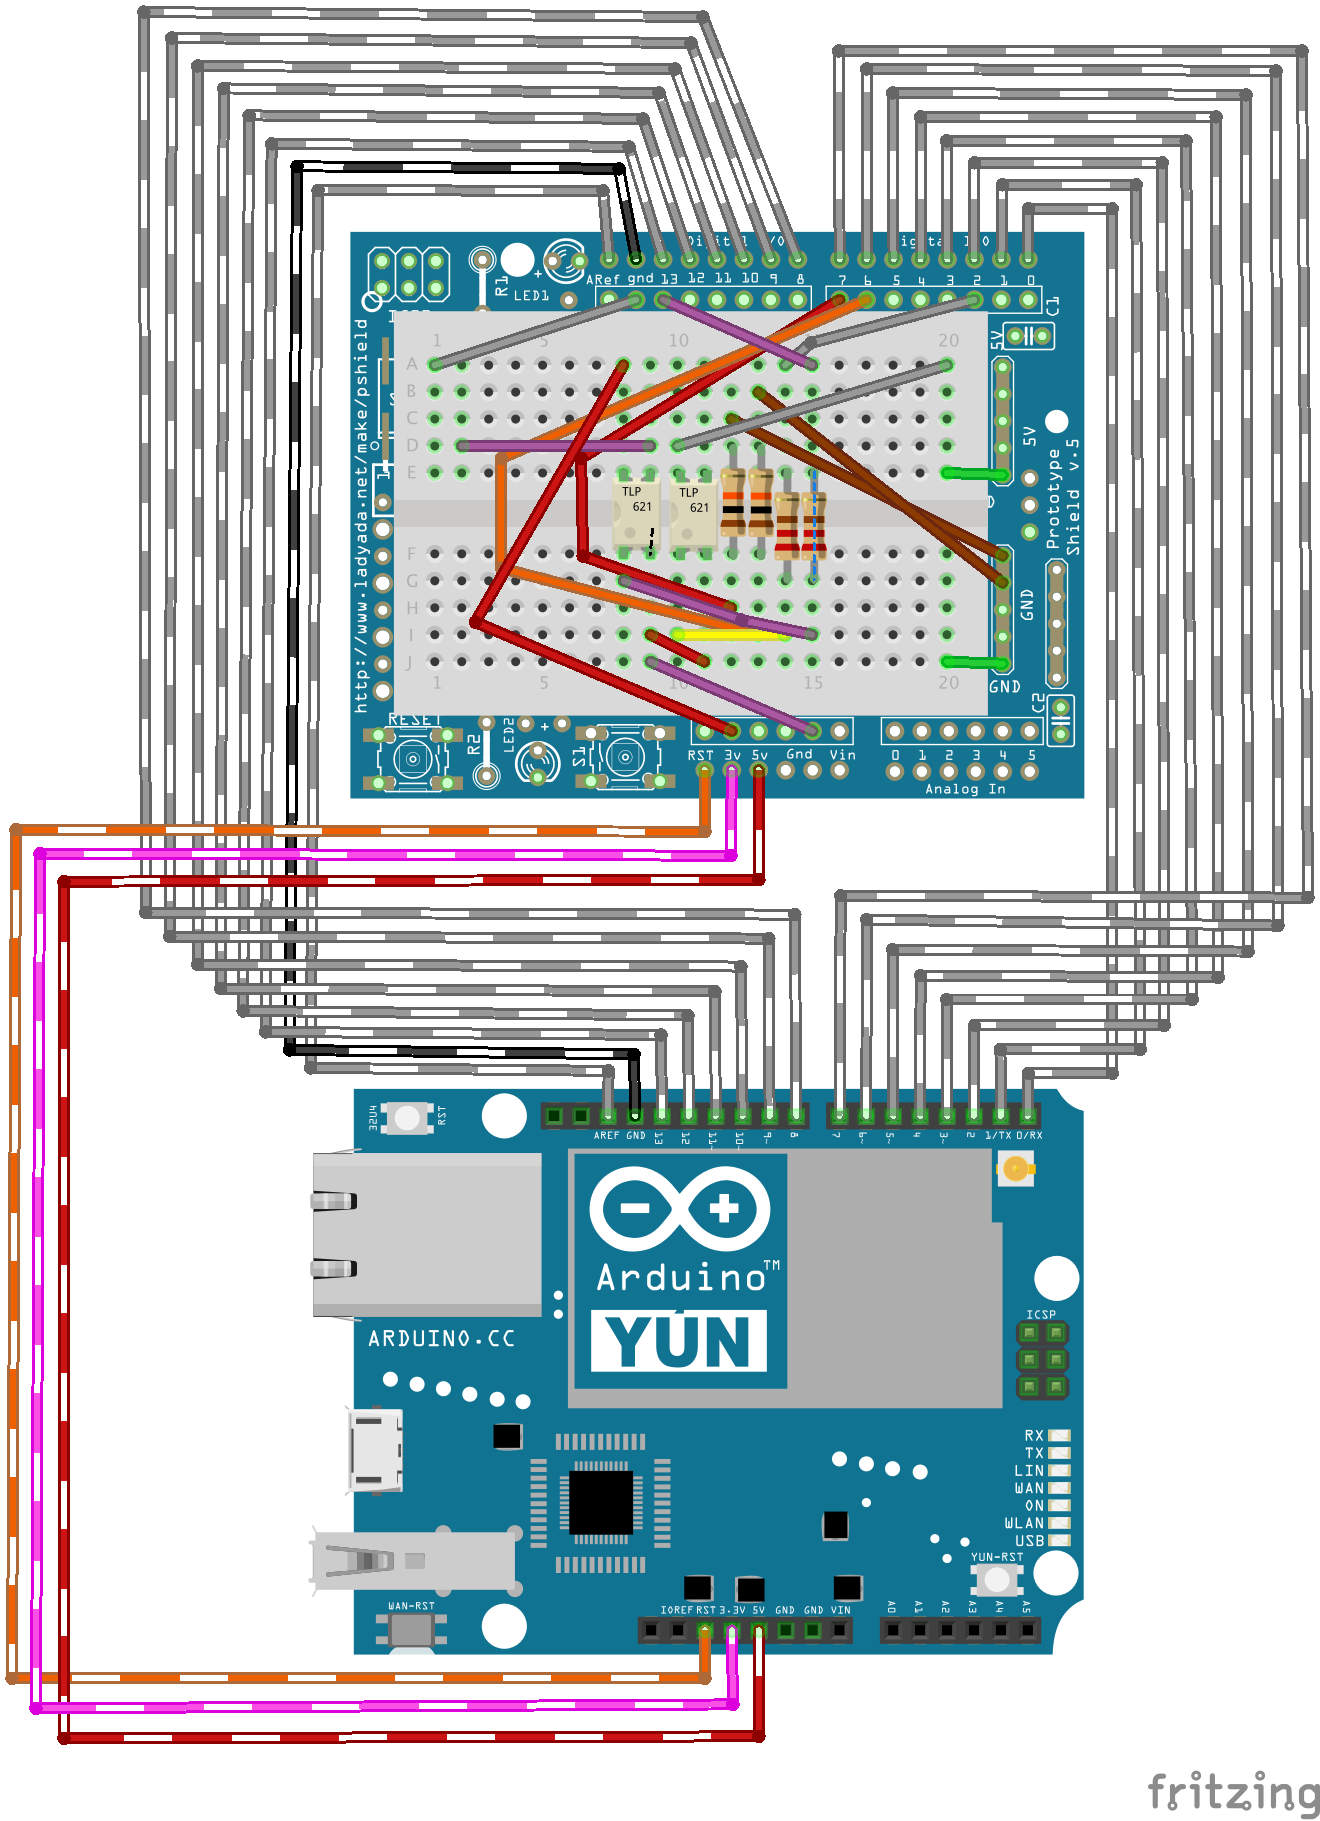 ARef gnd 13 12 11 10 9 8
7 6 5 4 3 2 1 0
R1
LED1 +
C1
5V
http://www.ladyada.net/make/pshield
1 5 10 20
A
B
C
D
E
1
TLP
621
TLP
621
5V
Prototype
Shield v.5
F
G
H
I
J
GND
1 5 10 15 20
GND
C2
RESET
R2
LED2 +
S1
RST 3v 5v Gnd Vin
0 1 2 3 4 5
Analog In
32U4
RST
AREF GND 13 12 11~ 10~ 9~ 8
7 6~ 5~ 4 3~ 2 1/TX 0/RX
Arduino™
YÚN
ARDUINO.CC
ICSP
RX
TX
LIN
WAN
ON
WLAN
USB
YUN-RST
WAN-RST
IOREF RST 3.3V 5V GND GND VIN
A0 A1 A2 A3 A4 A5
fritzing